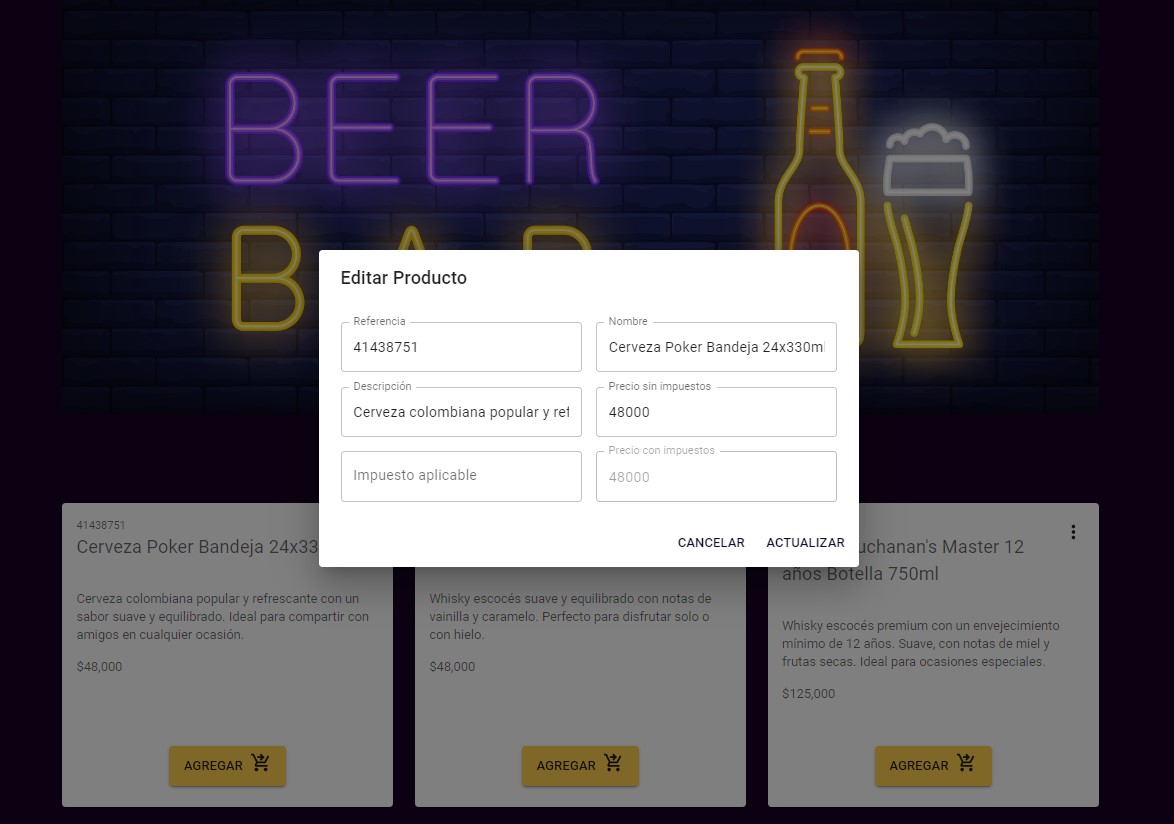 BEER
BAR
Editar Producto
Referencia
41438751
Nombre
Cerveza Poker Bandeja 24x330ml
Descripción
Cerveza colombiana popular y ref
Precio sin impuestos
48000
Impuesto aplicable
Precio con impuestos
48000
CANCELAR
ACTUALIZAR
41438751
Cerveza Poker Bandeja 24x33
Cerveza colombiana popular y refrescante con un
sabor suave y equilibrado. Ideal para compartir con
amigos en cualquier ocasión.
$48,000
AGREGAR
Whisky escocés suave y equilibrado con notas de
vainilla y caramelo. Perfecto para disfrutar solo o
con hielo.
$48,000
AGREGAR
uchanan's Master 12
años Botella 750ml
Whisky escocés premium con un envejecimiento
mínimo de 12 años. Suave, con notas de miel y
frutas secas. Ideal para ocasiones especiales.
$125,000
AGREGAR